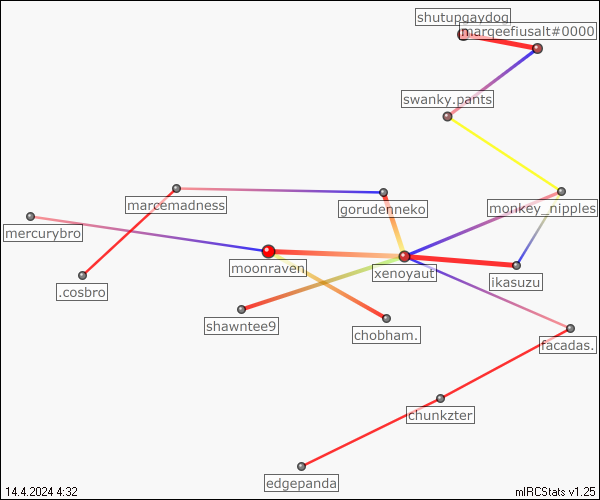 shutupgaydog
marqeefiusalt#0000
swanky.pants
marcemadness
gorudenneko
monkey_nipples
mercurybro
moonraven
xenoyaut
.cosbro
ikasuzu
shawntee9
chobham.
facadas.
chunkzter
edgepanda
14.4.2024 4:32
mIRCStats v1.25